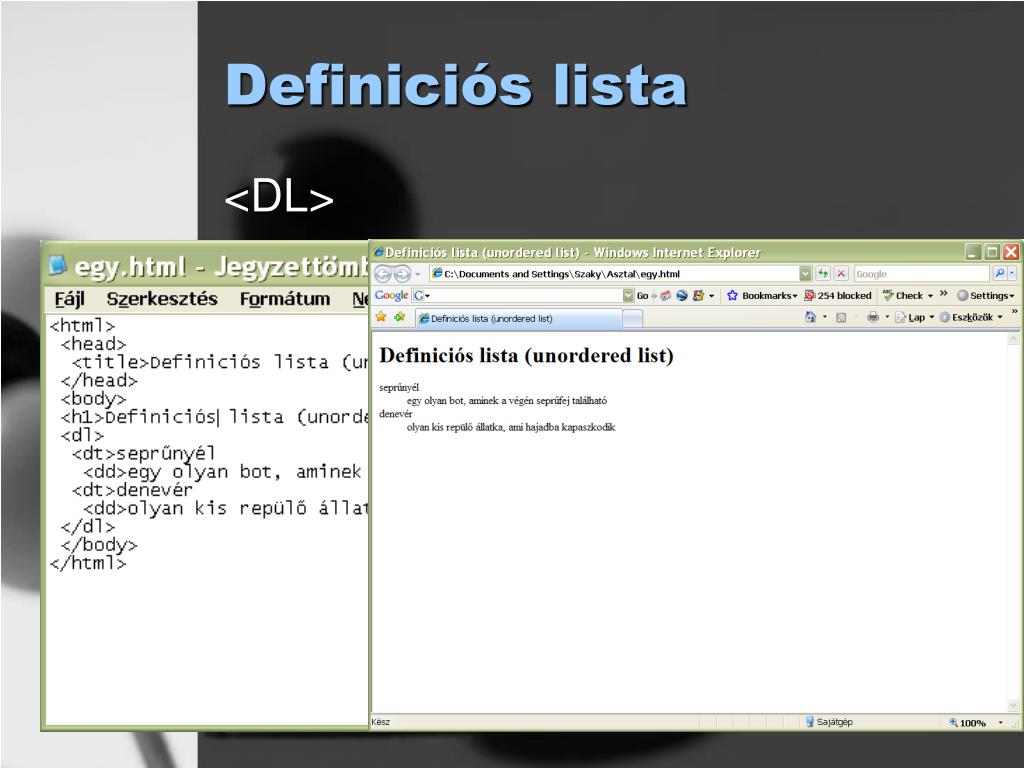 Definiciós lista
<DL>
egy.html - Jegyzettömb
Fájl Szerkesztés Formátum
<html>
<head>
<title>Definiciós lista (un
</head>
<body>
<h1>Definiciós lista (unorde
<dl>
<dt>seprűnyél
<dd>egy olyan bot, aminek
<dt>denevér
<dd>olyan kis repülő állat
</dl>
</body>
</html>
Definiciós lista (unordered list) - Windows Internet Explorer
C:\Documents and Settings\Szaky\Asztal\egy.html
Google
Google G Go Bookmarks 254 blocked Check » Settings
Definiciós lista (unordered list) Lap Eszközök »
Definiciós lista (unordered list)
seprűnyél
egy olyan bot, aminek a végén seprűfej található
denevér
olyan kis repülő állatka, ami hajadba kapaszkodik
Kész Sajátgép 100%